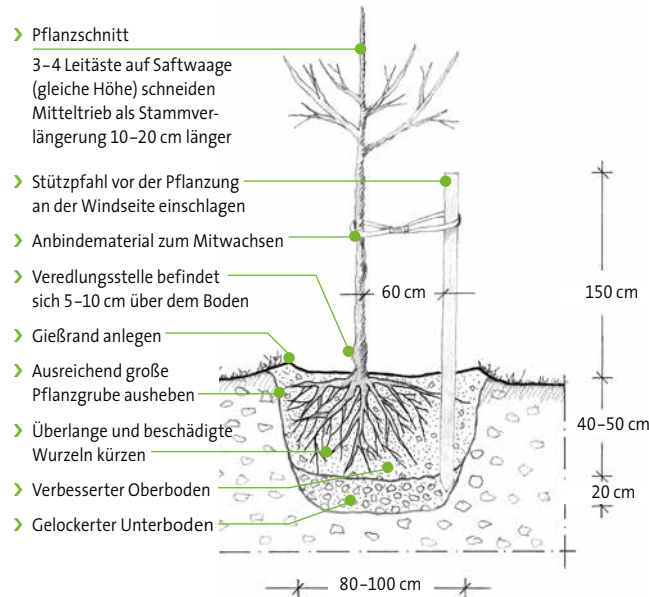 › Pflanzschnitt
3–4 Leitäste auf Saftwaage
(gleiche Höhe) schneiden
Mitteltrieb als Stammver-
längerung 10–20 cm länger
› Stützpfahl vor der Pflanzung
an der Windseite einschlagen
› Anbindematerial zum Mitwachsen
› Veredlungsstelle befindet
sich 5–10 cm über dem Boden
› Gießrand anlegen
› Ausreichend große
Pflanzgrube ausheben
› Überlange und beschädigte
Wurzeln kürzen
› Verbesserter Oberboden
› Gelockerter Unterboden
60 cm
150 cm
40–50 cm
20 cm
80–100 cm